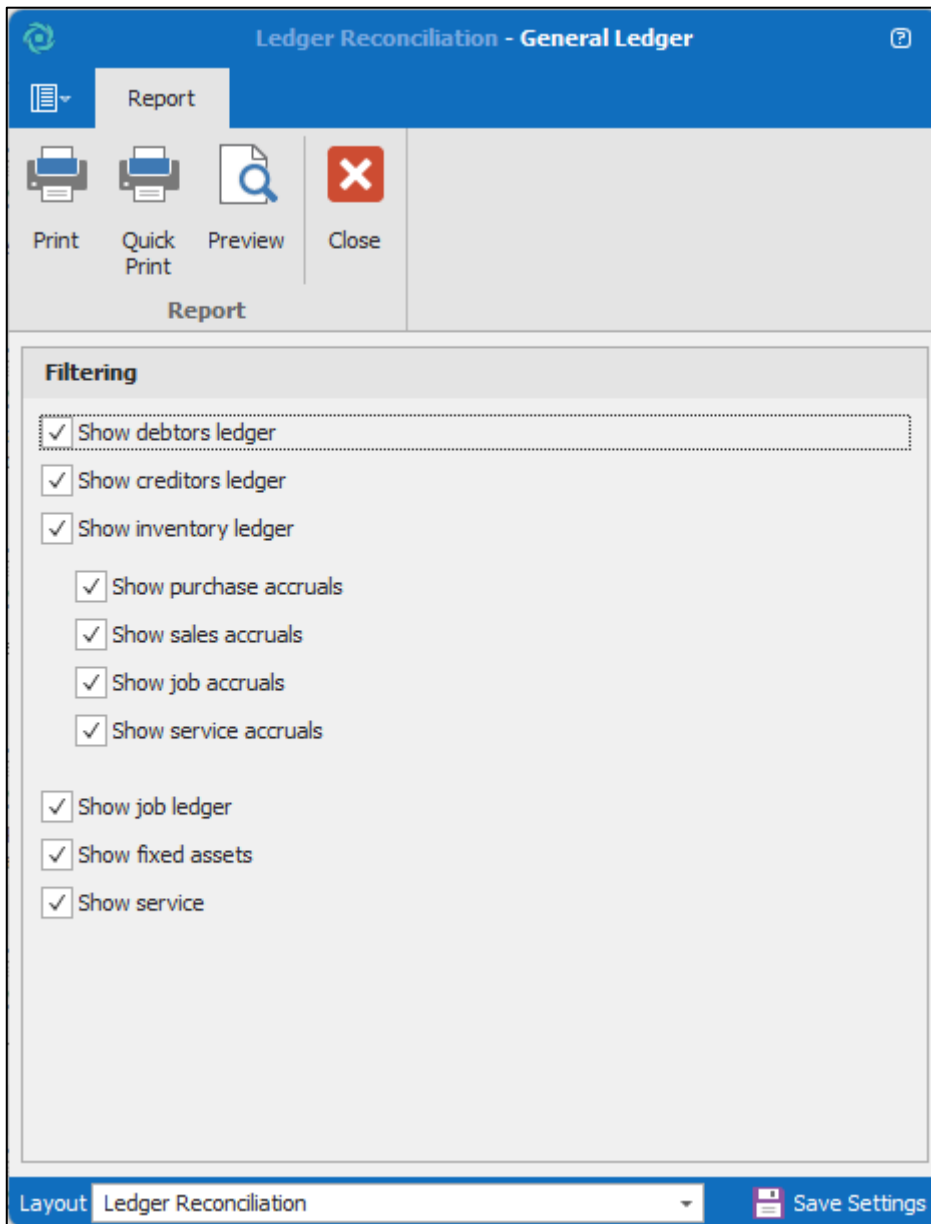 Ledger Reconciliation - General Ledger
Report
Print
Quick
Print
Preview
Close
Report
Filtering
Show debtors ledger
Show creditors ledger
Show inventory ledger
Show purchase accruals
Show sales accruals
Show job accruals
Show service accruals
Show job ledger
Show fixed assets
Show service
Layout Ledger Reconciliation Save Settings